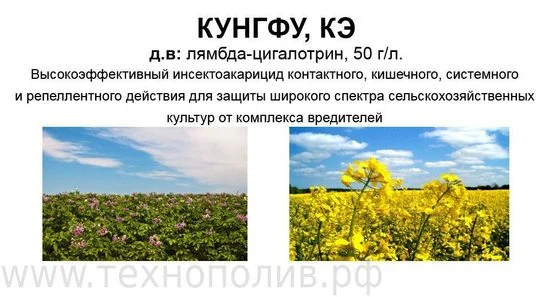 КУНГФУ, КЭ
д.в: лямбда-цигалотрин, 50 г/л.
Высокоэффективный инсектоакарицид контактного, кишечного, системного
и репеллентного действия для защиты широкого спектра сельскохозяйственных
культур от комплекса вредителей
www.технополив.рф